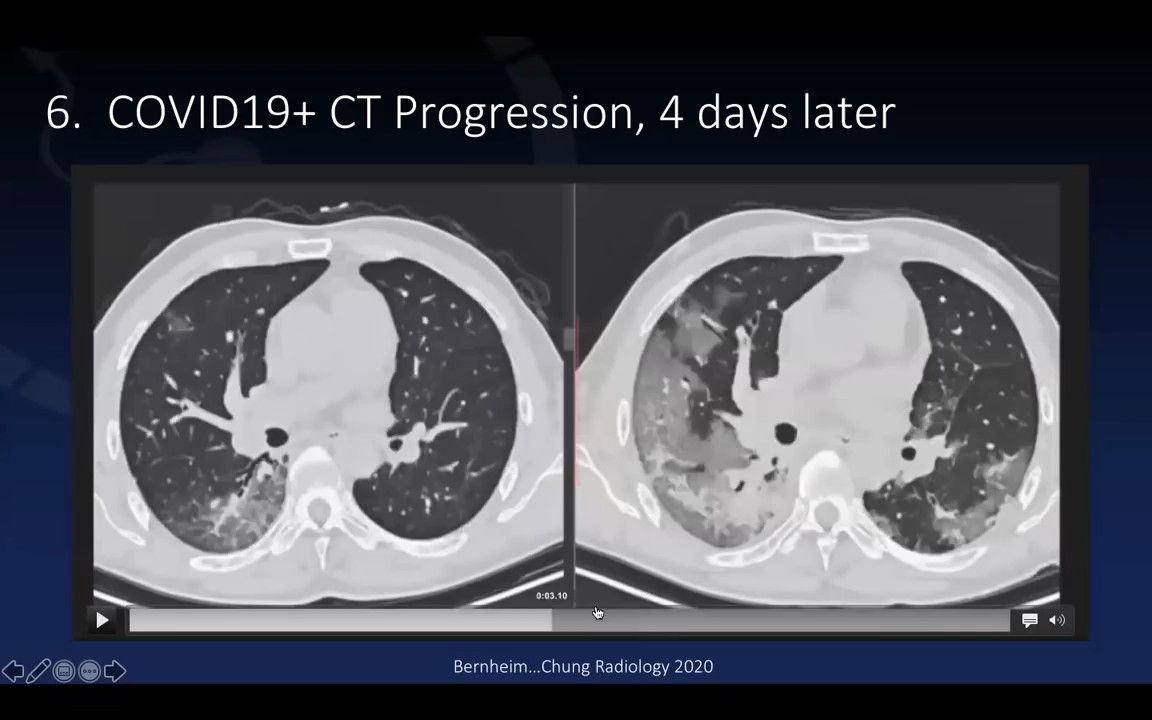 6. COVID19+ CT Progression, 4 days later
0:03.10
Bernheim...Chung Radiology 2020